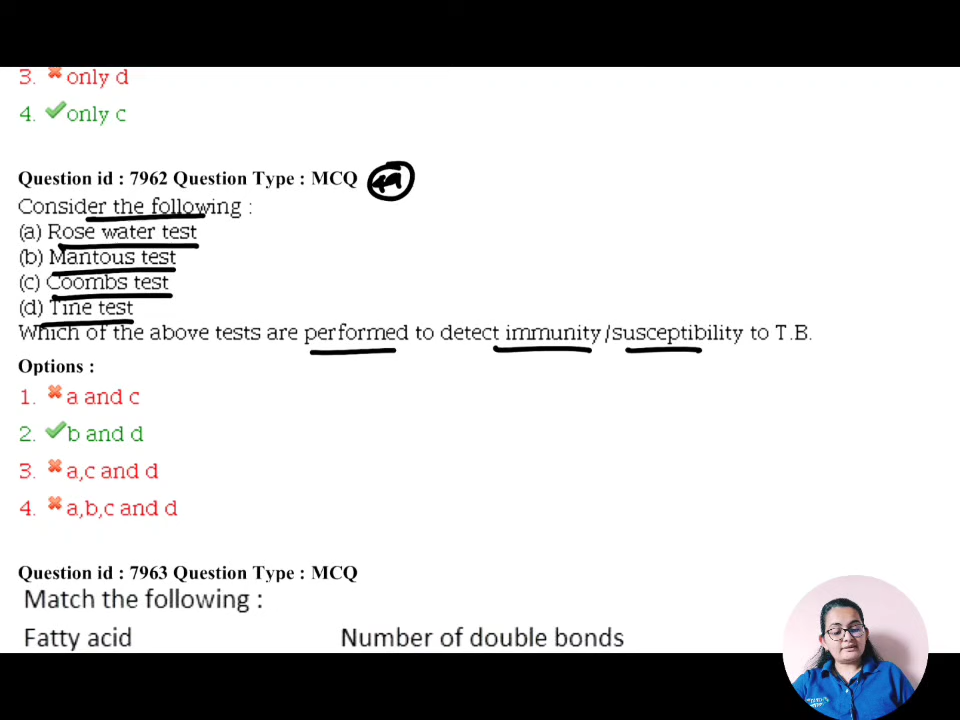 3. only d
4. only c
Question id : 7962 Question Type : MCQ 49
Consider the following :
(a) Rose water test
(b) Mantous test
(c) Coombs test
(d) Tine test
Which of the above tests are performed to detect immunity/susceptibility to T.B.
Options :
1. a and c
2. b and d
3. a,c and d
4. a,b,c and d
Question id : 7963 Question Type : MCQ
Match the following :
Fatty acid Number of double bonds